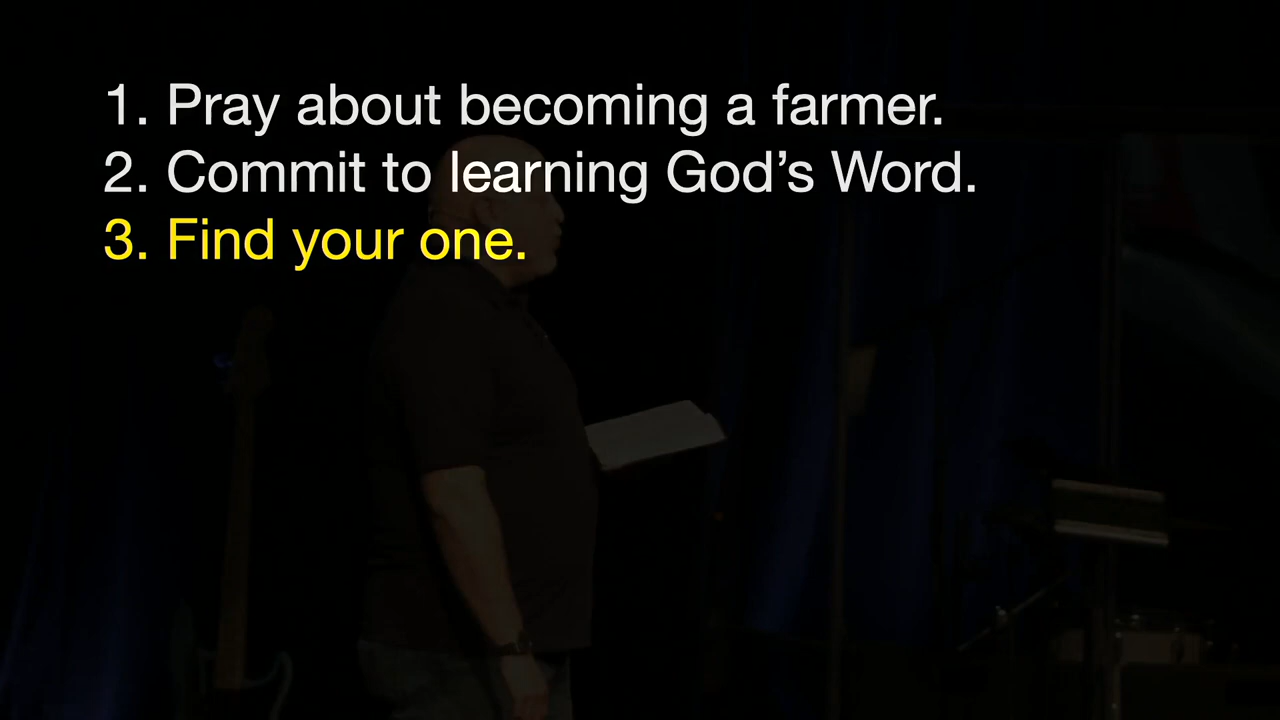 1. Pray about becoming a farmer.
2. Commit to learning God's Word.
3. Find your one.